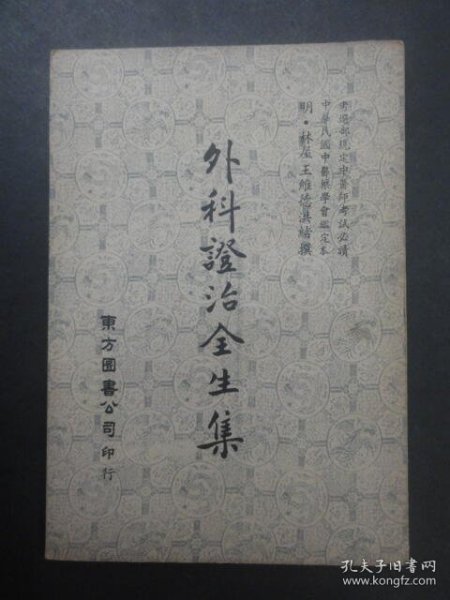 考選部規定中醫師考試必讀
中華民國中醫藥學會鑑定本
明・林屋王維德洪緒撰
外科證治全生集
東方圖書公司印行
孔夫子旧书网
www.kongfz.com